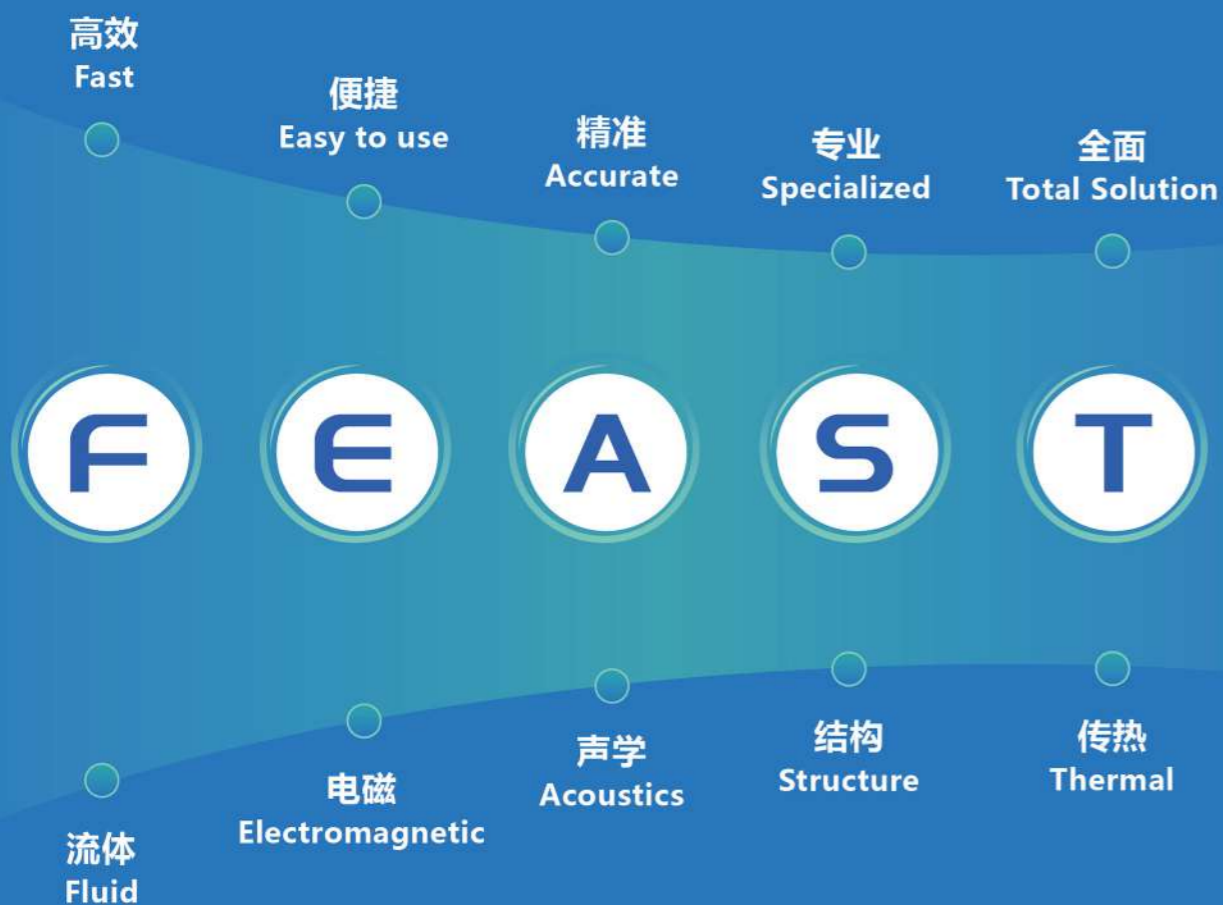 高效
Fast
便捷
Easy to use
精准
Accurate
专业
Specialized
全面
Total Solution
F E A S T
流体
Fluid
电磁
Electromagnetic
声学
Acoustics
结构
Structure
传热
Thermal